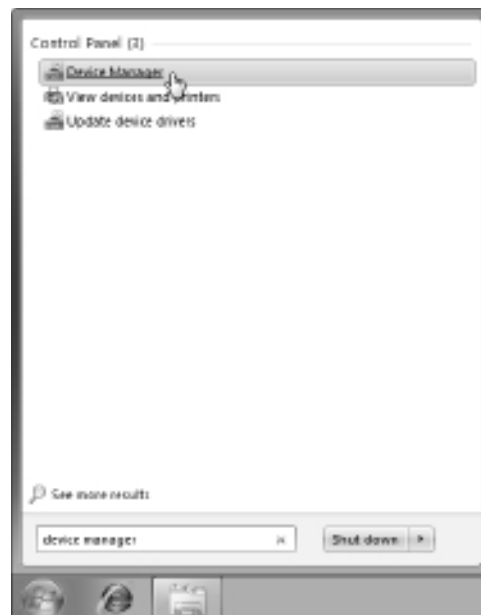 Control Panel (3)
Device Manager
View devices and printers
Update device drivers
See more results
device manager
Shut down